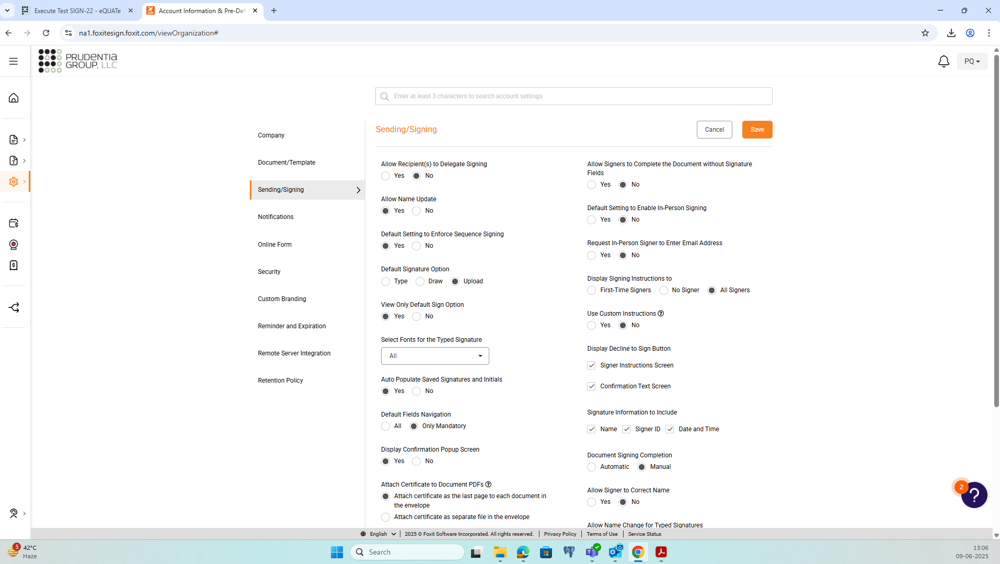 Execute Test SIGN-22 - eQUATe
Account Information & Pre-Def
na1.foxitesign.foxit.com/viewOrganization#
PRUDENTIA
GROUP, LLC
PQ
Enter at least 3 characters to search account settings
Company
Document/Template
Sending/Signing
Notifications
Online Form
Security
Custom Branding
Reminder and Expiration
Remote Server Integration
Retention Policy
Sending/Signing
Cancel
Save
Allow Recipient(s) to Delegate Signing
Yes No
Allow Name Update
Yes No
Default Setting to Enforce Sequence Signing
Yes No
Default Signature Option
Type Draw Upload
View Only Default Sign Option
Yes No
Select Fonts for the Typed Signature
All
Auto Populate Saved Signatures and Initials
Yes No
Default Fields Navigation
All Only Mandatory
Display Confirmation Popup Screen
Yes No
Attach Certificate to Document PDFs
Attach certificate as the last page to each document in
the envelope
Attach certificate as separate file in the envelope
Allow Signers to Complete the Document without Signature
Fields
Yes No
Default Setting to Enable In-Person Signing
Yes No
Request In-Person Signer to Enter Email Address
Yes No
Display Signing Instructions to
First-Time Signers No Signer All Signers
Use Custom Instructions
Yes No
Display Decline to Sign Button
Signer Instructions Screen
Confirmation Text Screen
Signature Information to Include
Name Signer ID Date and Time
Document Signing Completion
Automatic Manual
Allow Signer to Correct Name
Yes No
Allow Name Change for Typed Signatures
2
English 2025 © Foxit Software Incorporated. All rights reserved. Privacy Policy Terms of Use Service Status
5
42°C
Haze
Search
13:06
09-06-2025